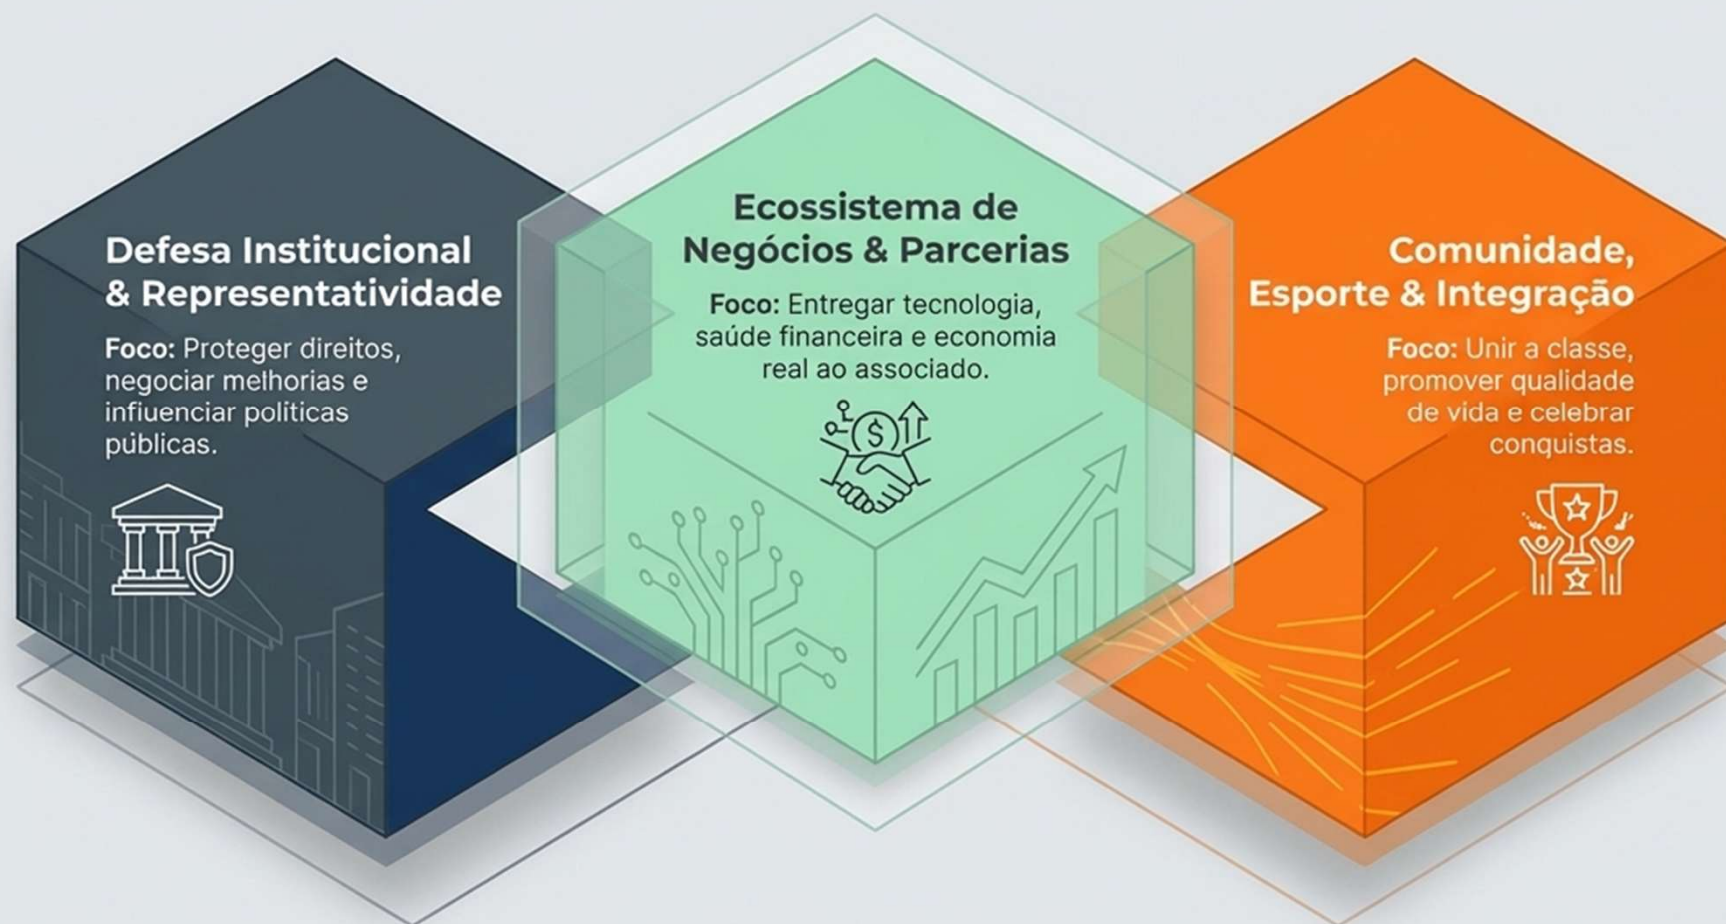 Defesa Institucional
& Representatividade
Foco: Proteger direitos,
negociar melhorias e
infiuenciar políticas
públicas.
Ecossistema de
Negócios & Parcerias
Foco: Entregar tecnologia,
saúde financeira e economia
real ao associado.
$
Comunidade,
Esporte & Integração
Foco: Unir a classe,
promover qualidade
de vida e celebrar
conquistas.